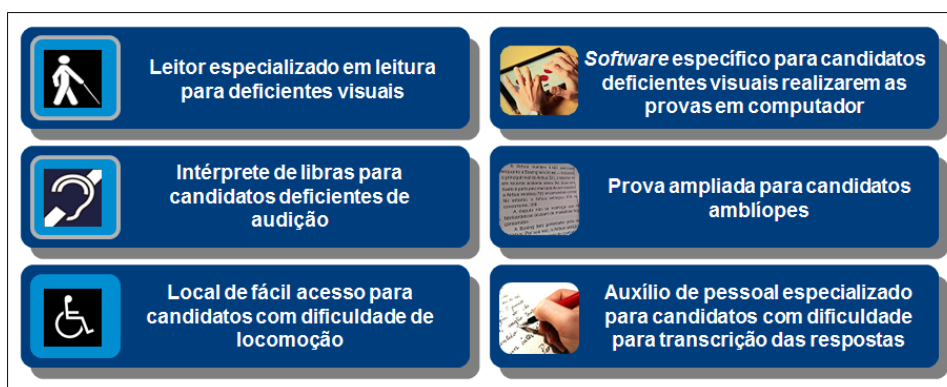 Leitor especializado em leitura
para deficientes visuais
Software específico para candidatos
deficientes visuais realizarem as
provas em computador
Intérprete de libras para
candidatos deficientes de
audição
Prova ampliada para candidatos
amblíopes
Local de fácil acesso para
candidatos com dificuldade de
locomoção
Auxílio de pessoal especializado
para candidatos com dificuldade
para transcrição das respostas